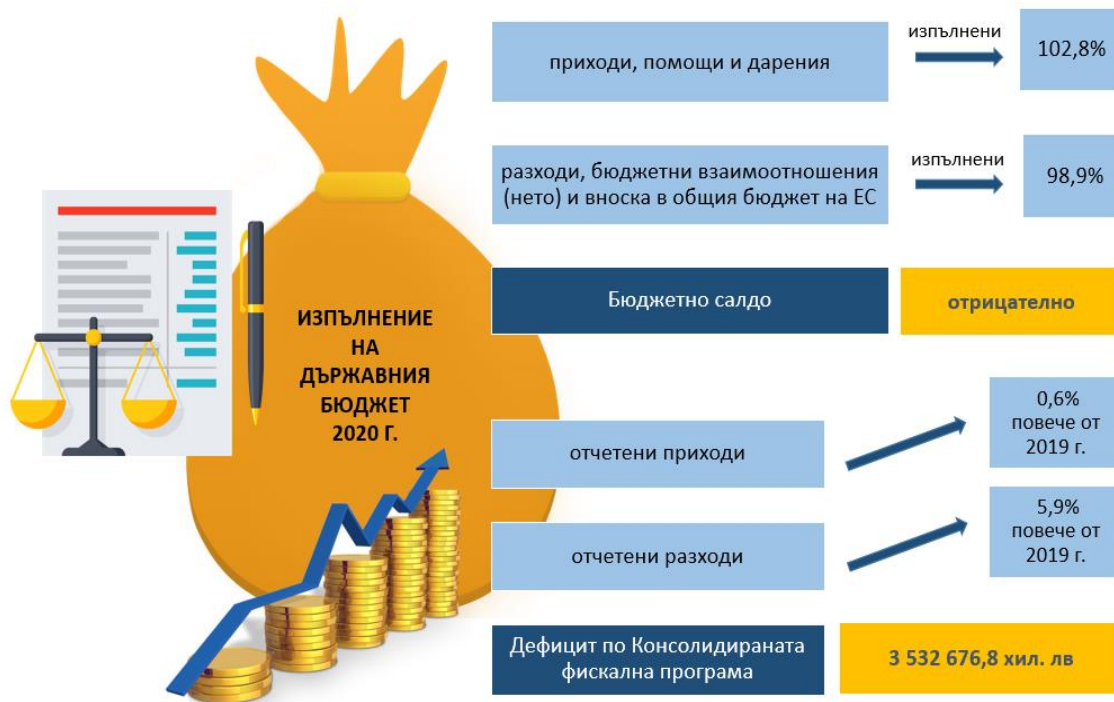 ИЗПЪЛНЕНИЕ
НА
ДЪРЖАВНИЯ
БЮДЖЕТ
2020 Г.
приходи, помощи и дарения
изпълнени
102,8%
разходи, бюджетни взаимоотношения
(нето) и вноска в общия бюджет на ЕС
изпълнени
98,9%
Бюджетно салдо
отрицателно
отчетени приходи
0,6%
повече от
2019 г.
отчетени разходи
5,9%
повече от
2019 г.
Дефицит по Консолидираната
фискална програма
3 532 676,8 хил. лв